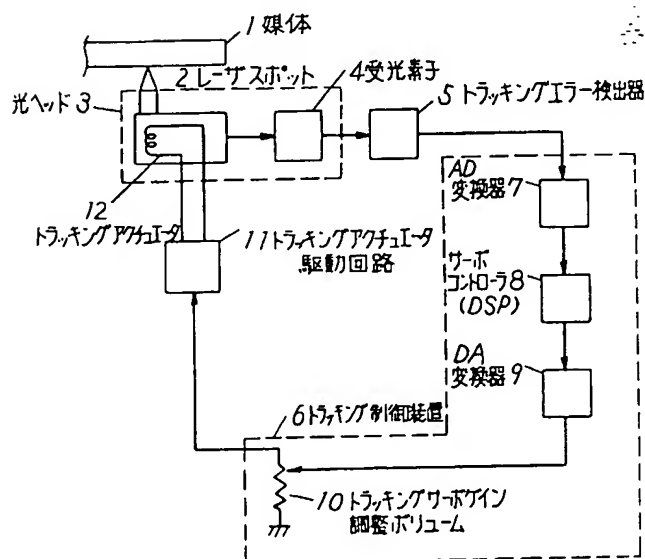 1 媒体
2 レーザスポット
光ヘッド 3
4 受光素子
5 トラッキングエラー検出器
12
トラッキングアクチュエータ
11 トラッキングアクチュエータ
駆動回路
AD
変換器 7
サーボ
コントローラ 8
(DSP)
DA
変換器 9
6 トラッキング制御装置
10 トラッキングサーボゲイン
調整ボリューム